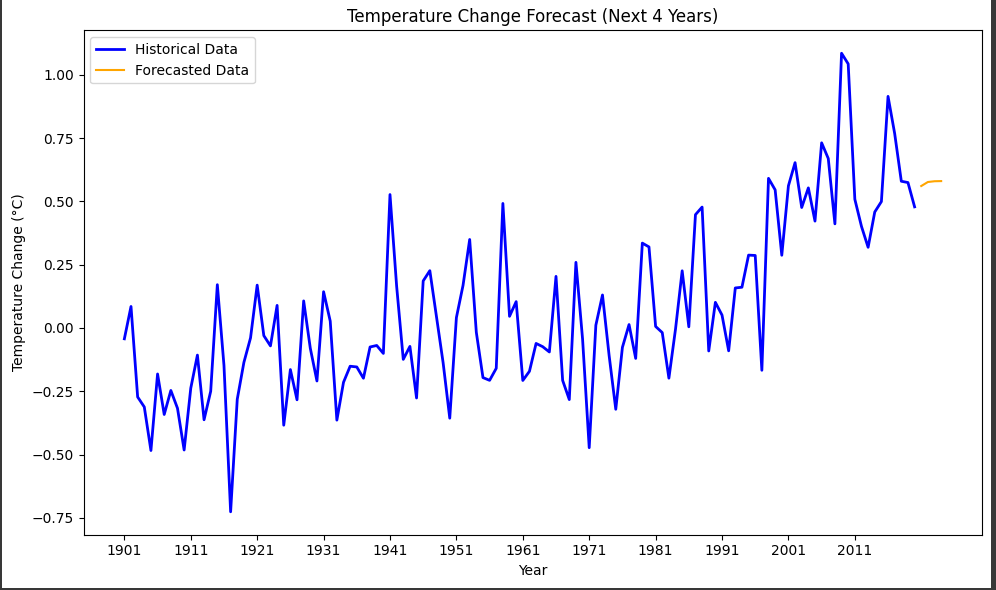 Temperature Change Forecast (Next 4 Years)
Historical Data
Forecasted Data
1.00
0.75
0.50
0.25
0.00
−0.25
−0.50
−0.75
Temperature Change (°C)
1901 1911 1921 1931 1941 1951 1961 1971 1981 1991 2001 2011
Year